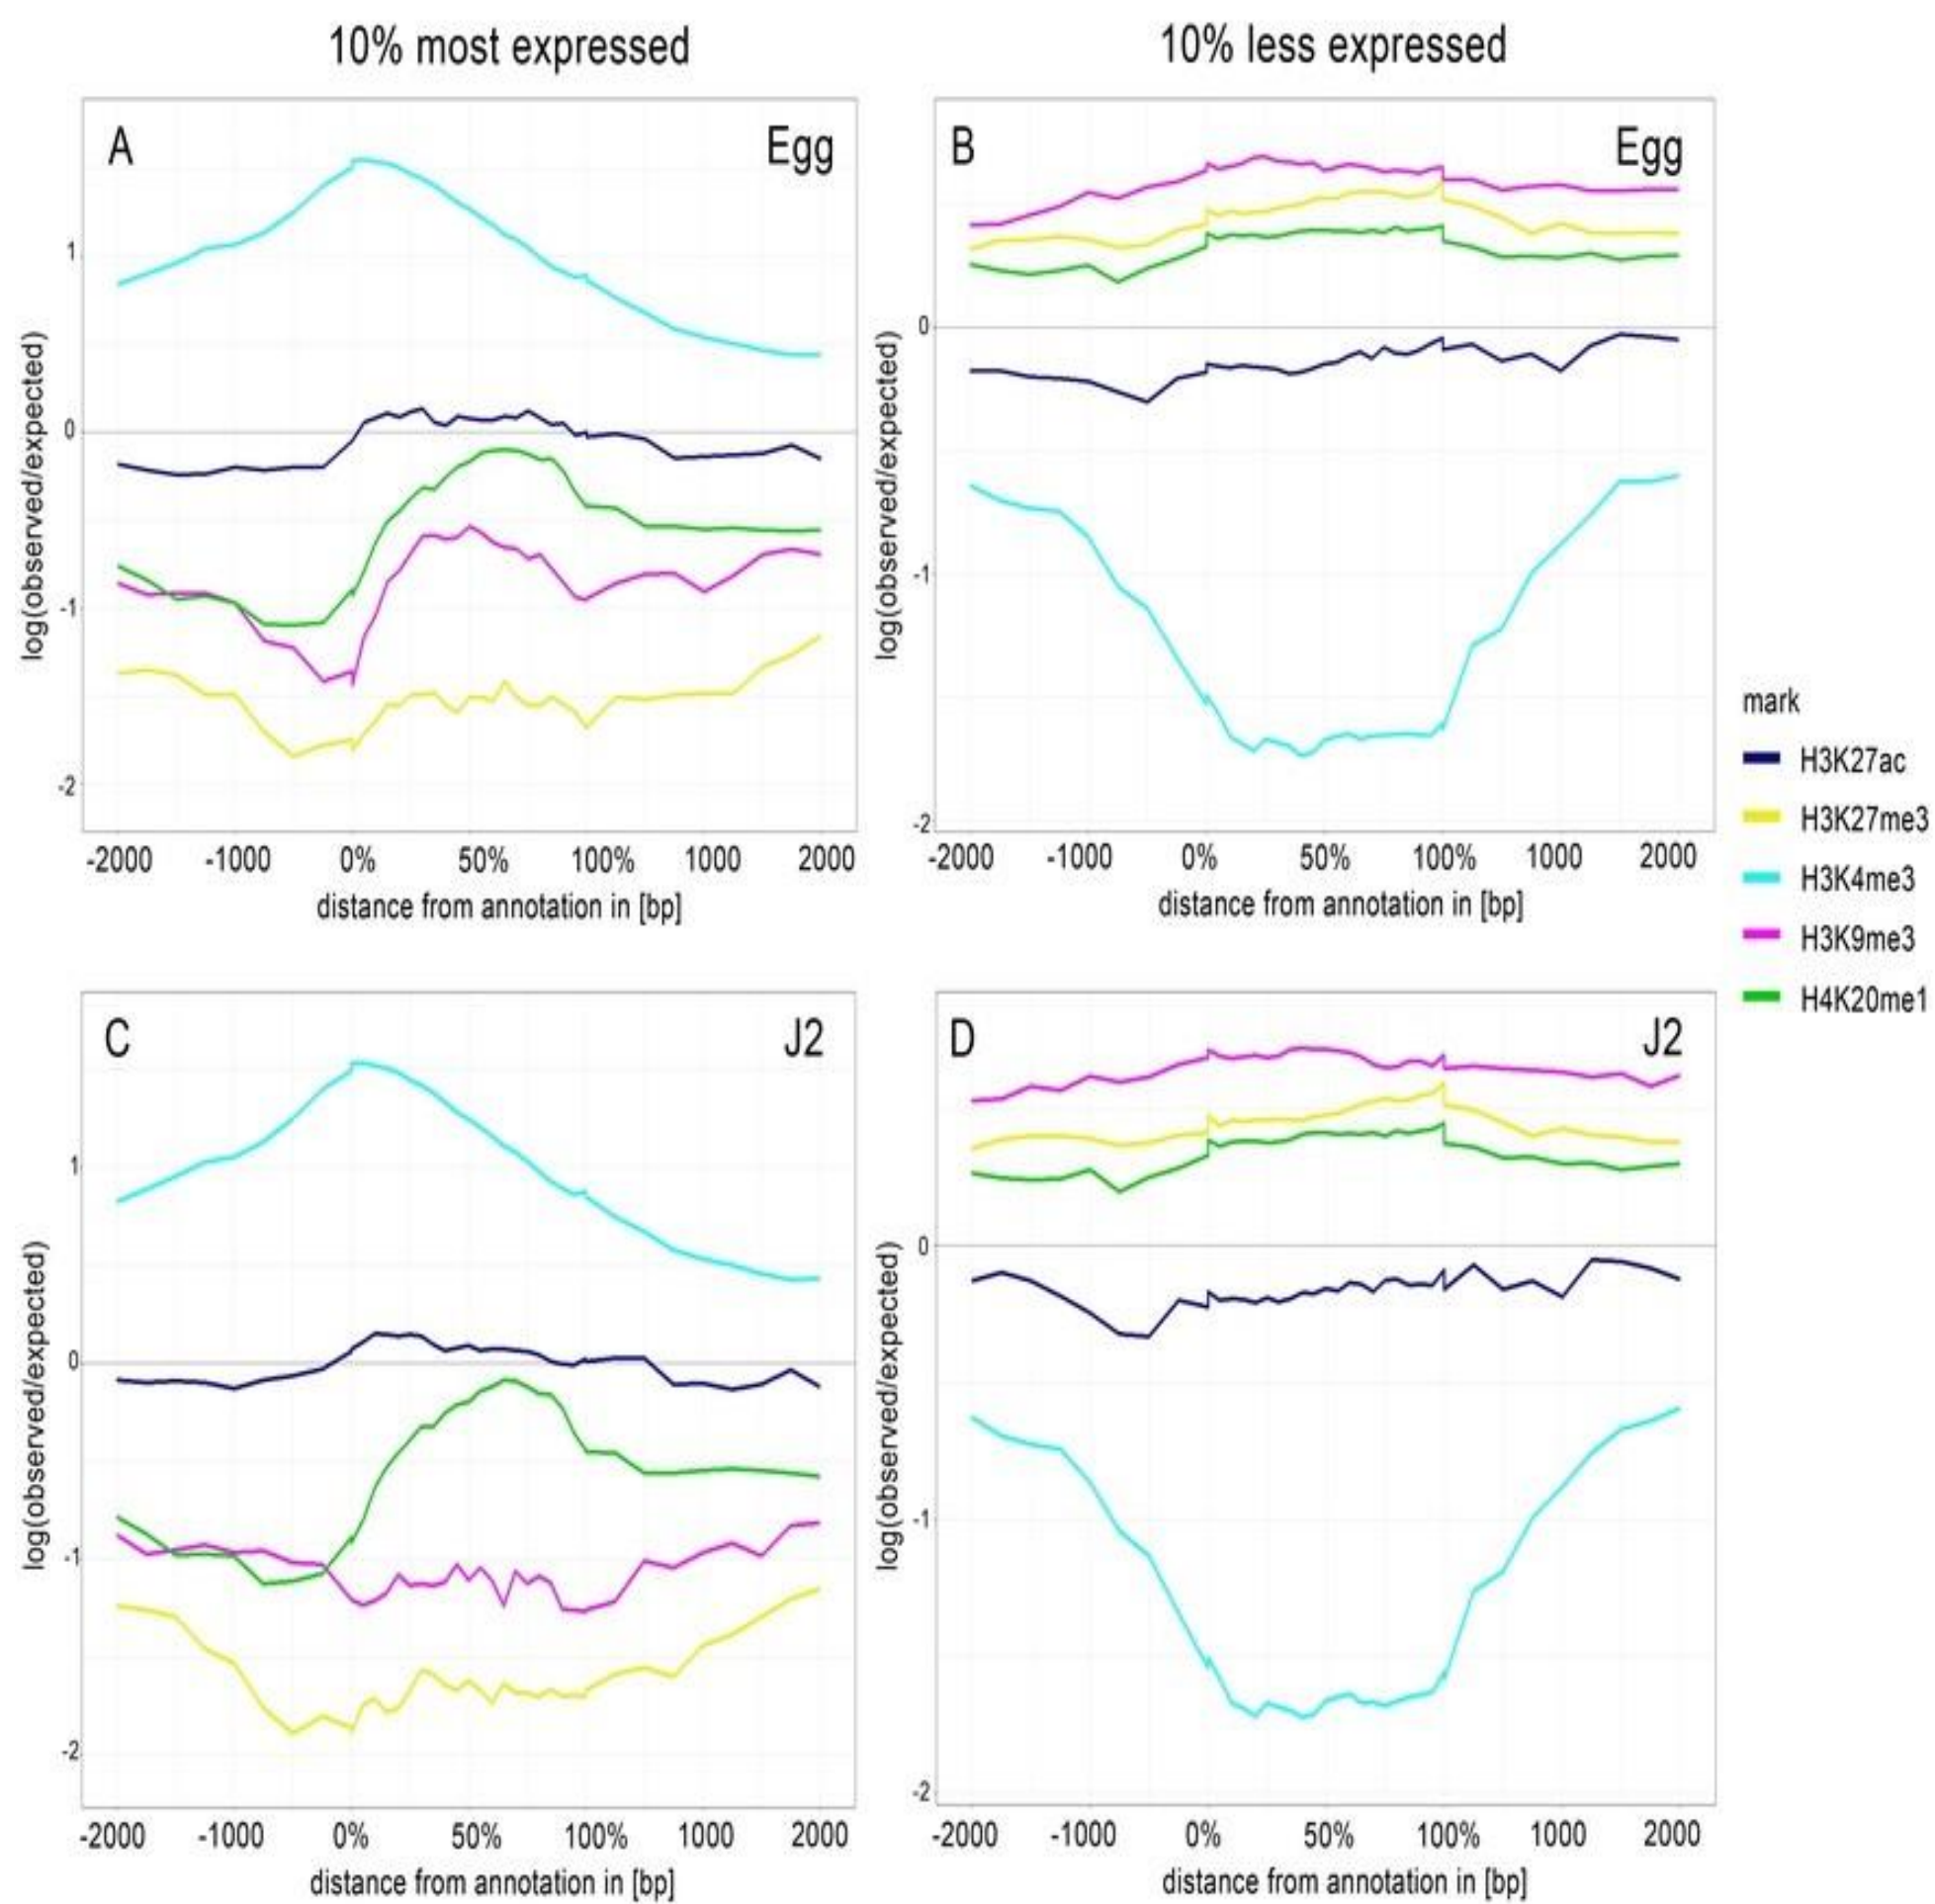 10% most expressed
10% less expressed
A
Egg
log(observed/expected)
1
0
-1
-2
-2000 -1000 0% 50% 100% 1000 2000
distance from annotation in [bp]
B
Egg
log(observed/expected)
0
-1
-2
-2000 -1000 0% 50% 100% 1000 2000
distance from annotation in [bp]
mark
H3K27ac
H3K27me3
H3K4me3
H3K9me3
H4K20me1
C
J2
log(observed/expected)
1
0
-1
-2
-2000 -1000 0% 50% 100% 1000 2000
distance from annotation in [bp]
D
J2
log(observed/expected)
0
-1
-2
-2000 -1000 0% 50% 100% 1000 2000
distance from annotation in [bp]